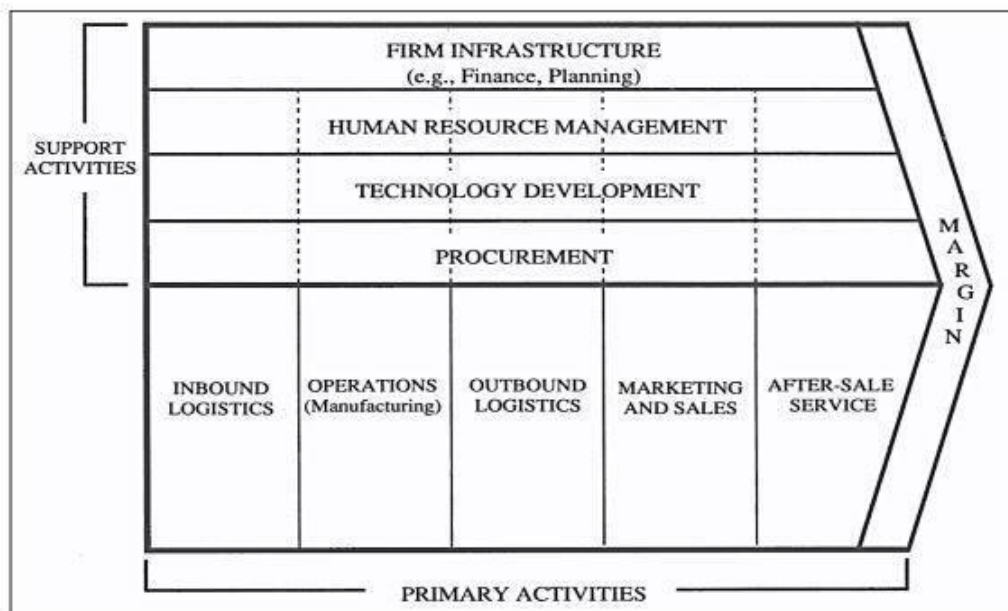 FIRM INFRASTRUCTURE
(e.g., Finance, Planning)
HUMAN RESOURCE MANAGEMENT
SUPPORT
ACTIVITIES
TECHNOLOGY DEVELOPMENT
PROCUREMENT
MARGIN
INBOUND
LOGISTICS
OPERATIONS
(Manufacturing)
OUTBOUND
LOGISTICS
MARKETING
AND SALES
AFTER-SALE
SERVICE
PRIMARY ACTIVITIES